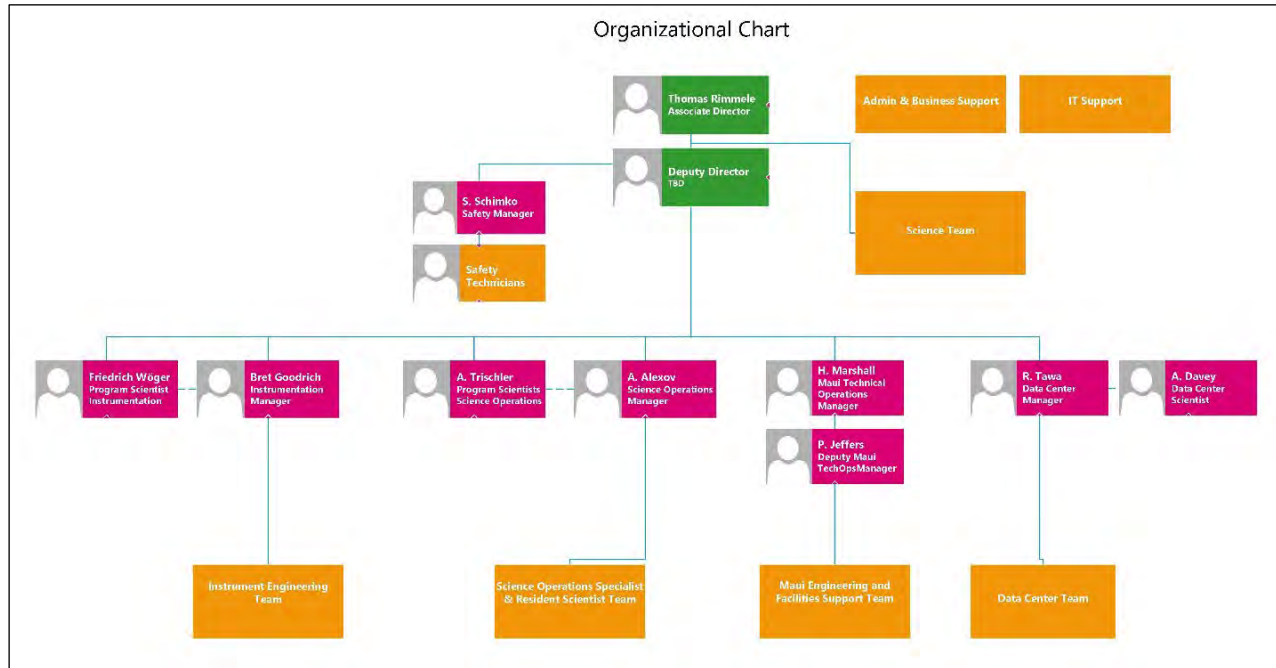 Organizational Chart
Thomas Rimmele
Associate Director
Admin & Business Support
IT Support
Deputy Director
TBD
S. Schimko
Safety Manager
Science Team
Safety
Technicians
Friedrich Wöger
Program Scientist
Instrumentation
Bret Goodrich
Instrumentation
Manager
A. Trischler
Program Scientists
Science Operations
A. Alexov
Science Operations
Manager
H. Marshall
Maui Technical
Operations
Manager
R. Tawa
Data Center
Manager
A. Davey
Data Center
Scientist
P. Jeffers
Deputy Maui
TechOpsManager
Instrument Engineering
Team
Science Operations Specialist
& Resident Scientist Team
Maui Engineering and
Facilities Support Team
Data Center Team